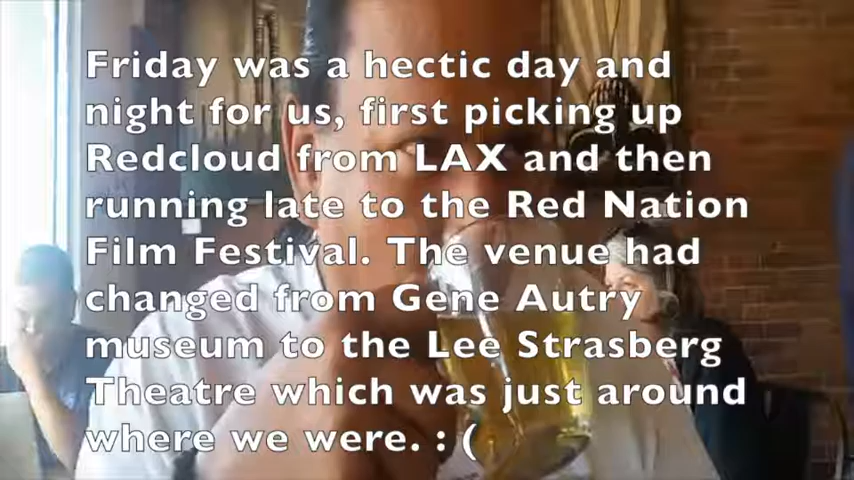 Friday was a hectic day and
night for us, first picking up
Redcloud from LAX and then
running late to the Red Nation
Film Festival. The venue had
changed from Gene Autry
museum to the Lee Strasberg
Theatre which was just around
where we were. : (